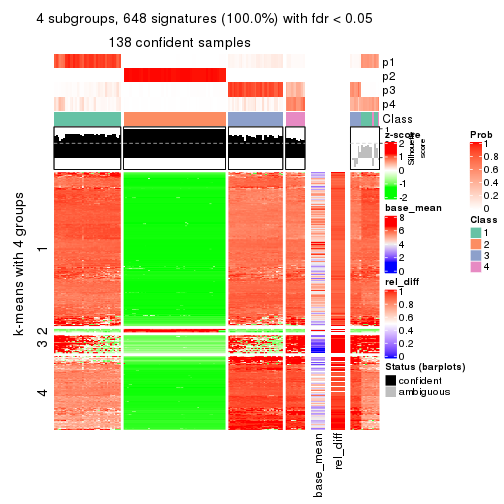 4 subgroups, 648 signatures (100.0%) with fdr < 0.05
138 confident samples
p1
p2
p3
p4
Class
1
Silhouette
score
k-means with 4 groups
1
2
3
4
base_mean
rel_diff
z-score
2
1
0
-1
-2
base_mean
8
6
4
2
0
rel_diff
1
0.8
0.6
0.4
0.2
0
Status (barplots)
confident
ambiguous
Prob
1
0.8
0.6
0.4
0.2
0
Class
1
2
3
4